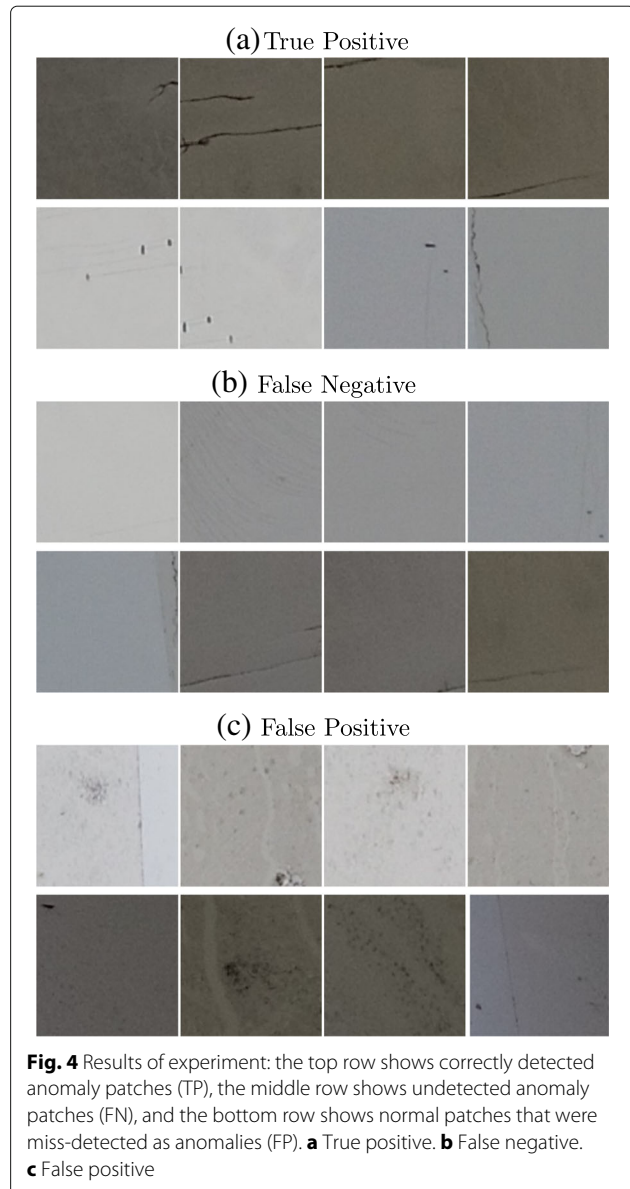 (a) True Positive
(b) False Negative
(c) False Positive
Fig. 4 Results of experiment: the top row shows correctly detected
anomaly patches (TP), the middle row shows undetected anomaly
patches (FN), and the bottom row shows normal patches that were
miss-detected as anomalies (FP). a True positive. b False negative.
c False positive